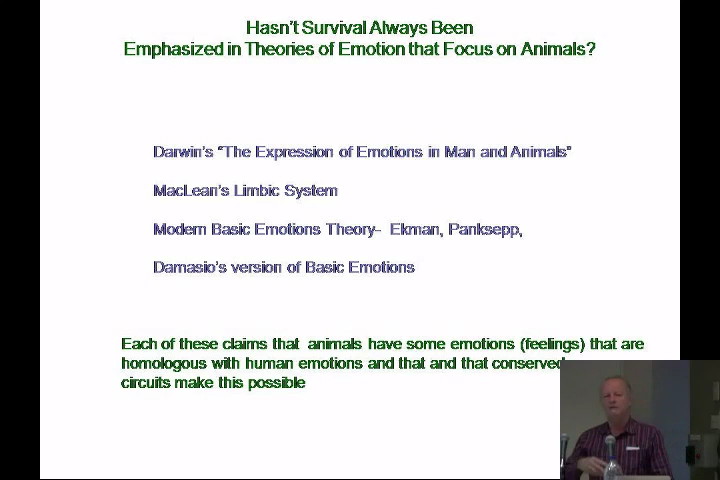 Hasn't Survival Always Been
Emphasized in Theories of Emotion that Focus on Animals?
Darwin's "The Expression of Emotions in Man and Animals"
MacLean's Limbic System
Modern Basic Emotions Theory- Ekman, Panksepp,
Damasio's version of Basic Emotions
Each of these claims that animals have some emotions (feelings) that are
homologous with human emotions and that and that conserved
circuits make this possible